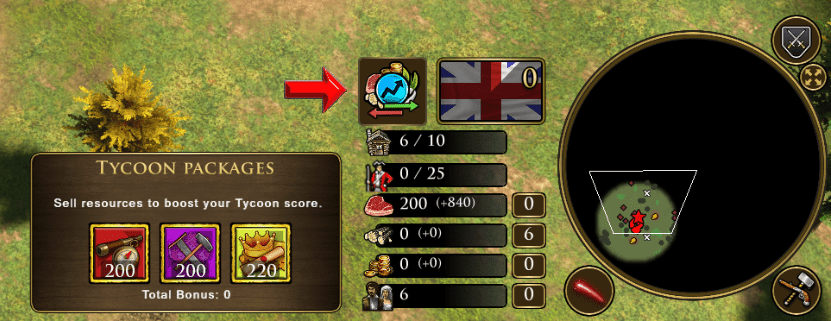 TYCOON PACKAGES
Sell resources to boost your Tycoon score.
200 200 220
Total Bonus: 0
0
6 / 10
0 / 25
200 (+840) 0
0 (+0) 6
0 (+0) 0
6 0